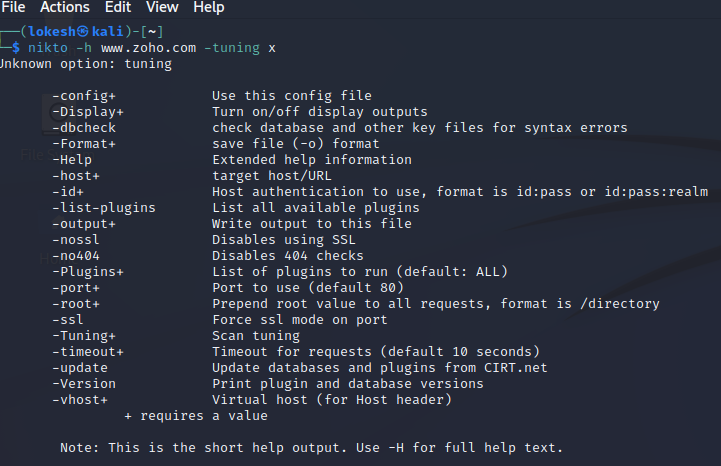 File Actions Edit View Help
┌──(lokesh㉿kali)-[~]
└─$ nikto -h www.zoho.com -tuning x
Unknown option: tuning
-config+ Use this config file
-Display+ Turn on/off display outputs
-dbcheck check database and other key files for syntax errors
-Format+ save file (-o) format
-Help Extended help information
-host+ target host/URL
-id+ Host authentication to use, format is id:pass or id:pass:realm
-list-plugins List all available plugins
-output+ Write output to this file
-nossl Disables using SSL
-no404 Disables 404 checks
-Plugins+ List of plugins to run (default: ALL)
-port+ Port to use (default 80)
-root+ Prepend root value to all requests, format is /directory
-ssl Force ssl mode on port
-Tuning+ Scan tuning
-timeout+ Timeout for requests (default 10 seconds)
-update Update databases and plugins from CIRT.net
-Version Print plugin and database versions
-vhost+ Virtual host (for Host header)
+ requires a value
Note: This is the short help output. Use -H for full help text.